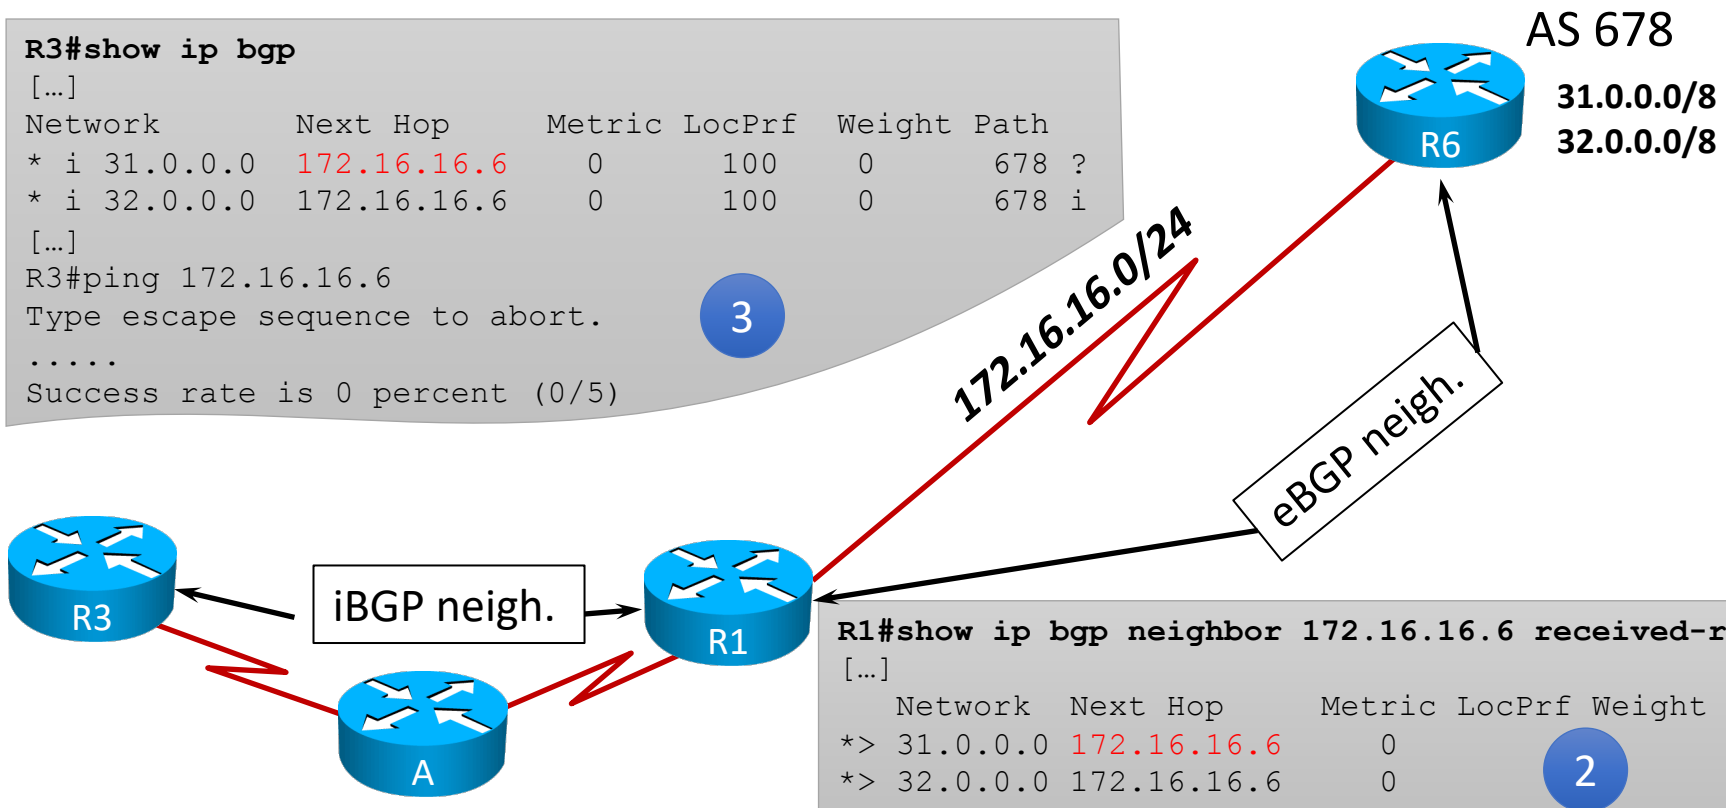 R3#show ip bgp
[…]
Network Next Hop Metric LocPrf Weight Path
* i 31.0.0.0 172.16.16.6 0 100 0 678 ?
* i 32.0.0.0 172.16.16.6 0 100 0 678 i
[…]
R3#ping 172.16.16.6
Type escape sequence to abort.
.....
Success rate is 0 percent (0/5)
3
AS 678
31.0.0.0/8
32.0.0.0/8
R6
172.16.16.0/24
eBGP neigh.
R3
iBGP neigh.
R1
A
R1#show ip bgp neighbor 172.16.16.6 received-r
[…]
Network Next Hop Metric LocPrf Weight
*> 31.0.0.0 172.16.16.6 0
*> 32.0.0.0 172.16.16.6 0
2